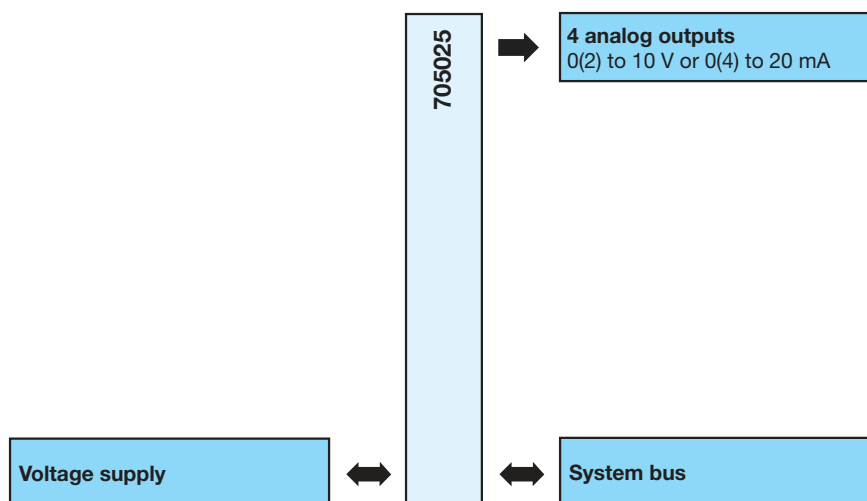 705025
4 analog outputs
0(2) to 10 V or 0(4) to 20 mA
Voltage supply
System bus